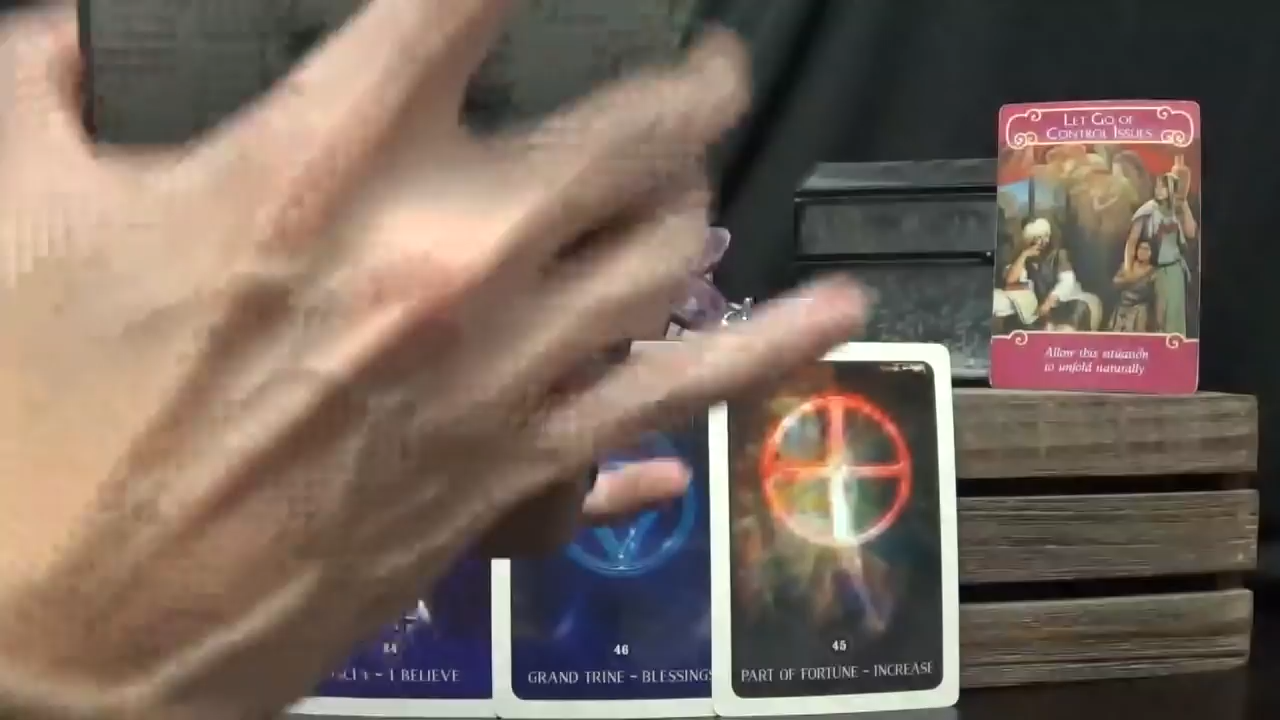 LET GO OF
CONTROL ISSUES
Allow this situation
to unfold naturally
- I BELIEVE
46
GRAND TRINE - BLESSINGS
45
PART OF FORTUNE - INCREASE